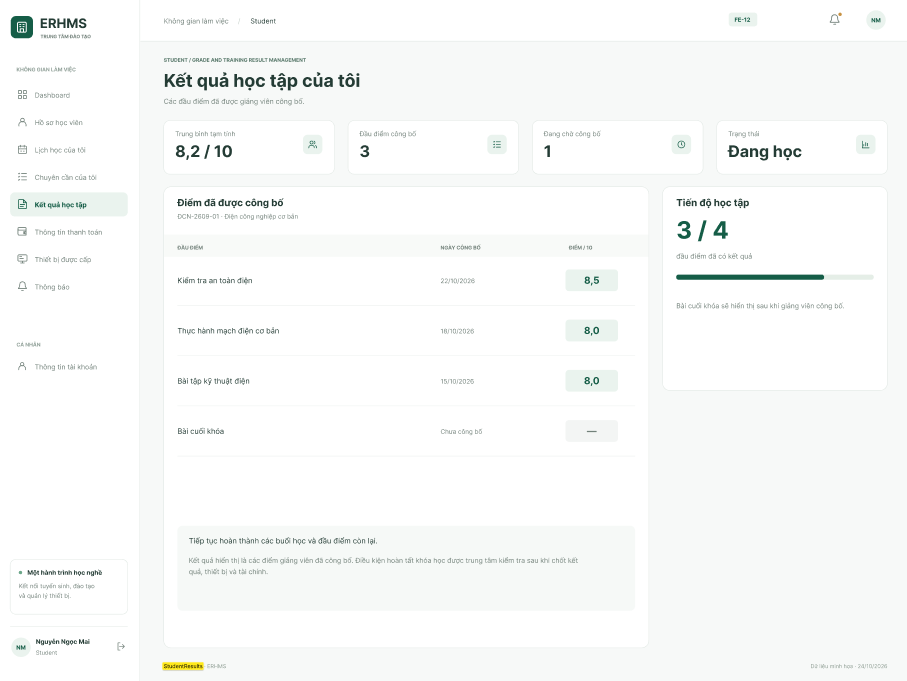 ERHMS
TRUNG TÂM ĐÀO TẠO
KHÔNG GIAN LÀM VIỆC
Dashboard
Hồ sơ học viên
Lịch học của tôi
Chuyên cần của tôi
Kết quả học tập
Thông tin thanh toán
Thiết bị được cấp
Thông báo
CÁ NHÂN
Thông tin tài khoản
Một hành trình học nghề
Kết nối tuyển sinh, đào tạo
và quản lý thiết bị.
NM
Nguyễn Ngọc Mai
Student
Không gian làm việc / Student
FE-12
NM
STUDENT / GRADE AND TRAINING RESULT MANAGEMENT
Kết quả học tập của tôi
Các đầu điểm đã được giảng viên công bố.
Trung bình tạm tính
8,2 / 10
Đầu điểm công bố
3
Đang chờ công bố
1
Trạng thái
Đang học
Điểm đã được công bố
ĐCN-2609-01 · Điện công nghiệp cơ bản
ĐẦU ĐIỂM NGÀY CÔNG BỐ ĐIỂM / 10
Kiểm tra an toàn điện 22/10/2026 8,5
Thực hành mạch điện cơ bản 18/10/2026 8,0
Bài tập kỹ thuật điện 15/10/2026 8,0
Bài cuối khóa Chưa công bố —
Tiếp tục hoàn thành các buổi học và đầu điểm còn lại.
Kết quả hiển thị là các điểm giảng viên đã công bố. Điều kiện hoàn tất khóa học được trung tâm kiểm tra sau khi chốt kết
quả, thiết bị và tài chính.
Tiến độ học tập
3 / 4
đầu điểm đã có kết quả
Bài cuối khóa sẽ hiển thị sau khi giảng viên công bố.
StudentResults · ERHMS
Dữ liệu minh họa · 24/10/2026